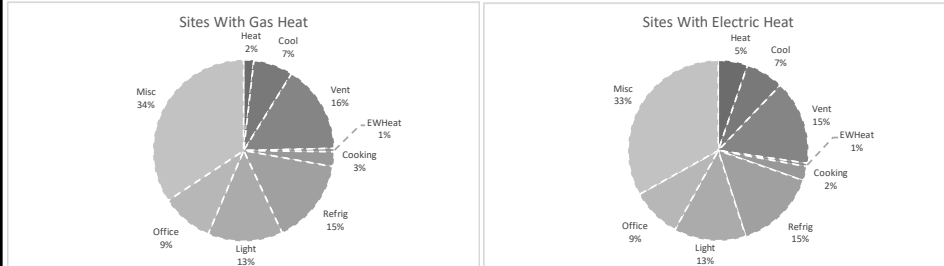 Sites With Gas Heat
Heat
2%
Cool
7%
Vent
16%
EWHeat
1%
Cooking
3%
Refrig
15%
Light
13%
Office
9%
Misc
34%
Sites With Electric Heat
Heat
5%
Cool
7%
Vent
15%
EWHeat
1%
Cooking
2%
Refrig
15%
Light
13%
Office
9%
Misc
33%